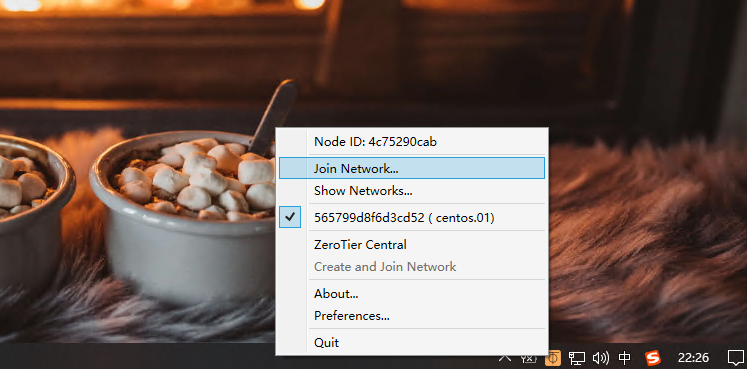 Node ID: 4c75290cab
Join Network...
Show Networks...
565799d8f6d3cd52 ( centos.01)
ZeroTier Central
Create and Join Network
About...
Preferences...
Quit
中
22:26